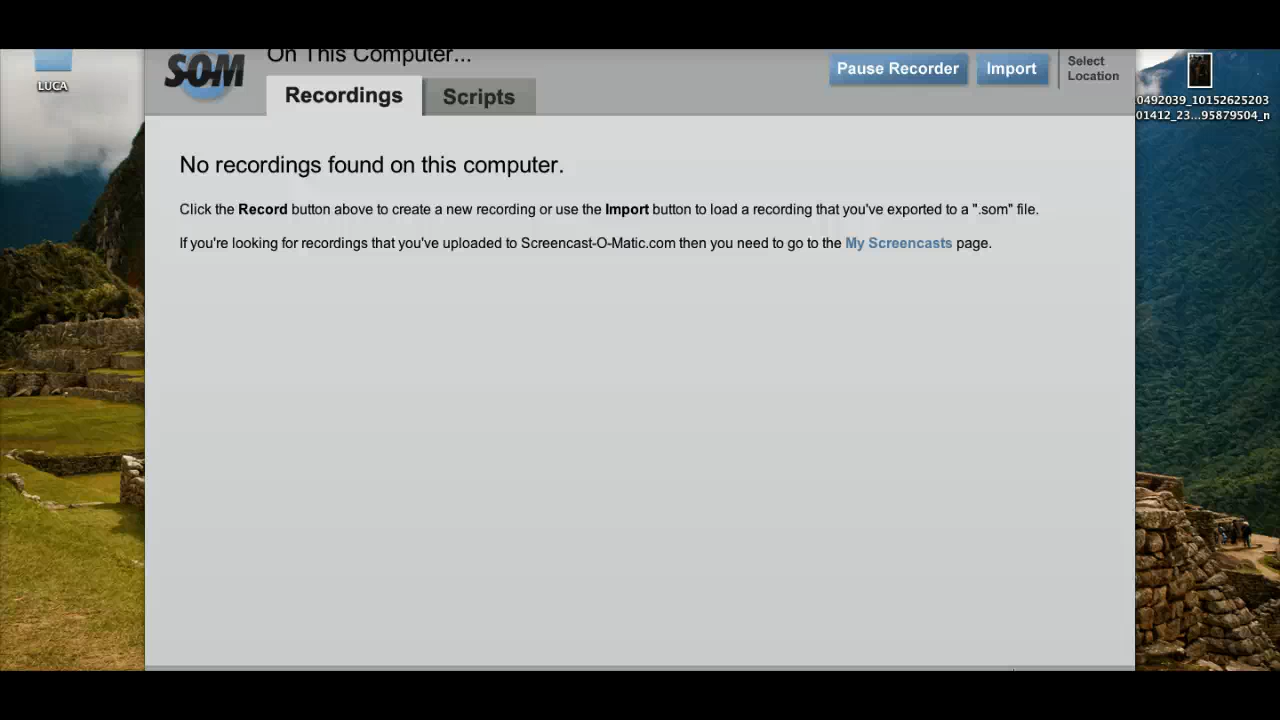 On This Computer...
SOM
Recordings
Scripts
Pause Recorder
Import
Select
Location
LUCA
0492039_10152625203
01412_23...95879504_n
No recordings found on this computer.
Click the Record button above to create a new recording or use the Import button to load a recording that you've exported to a ".som" file.
If you're looking for recordings that you've uploaded to Screencast-O-Matic.com then you need to go to the My Screencasts page.